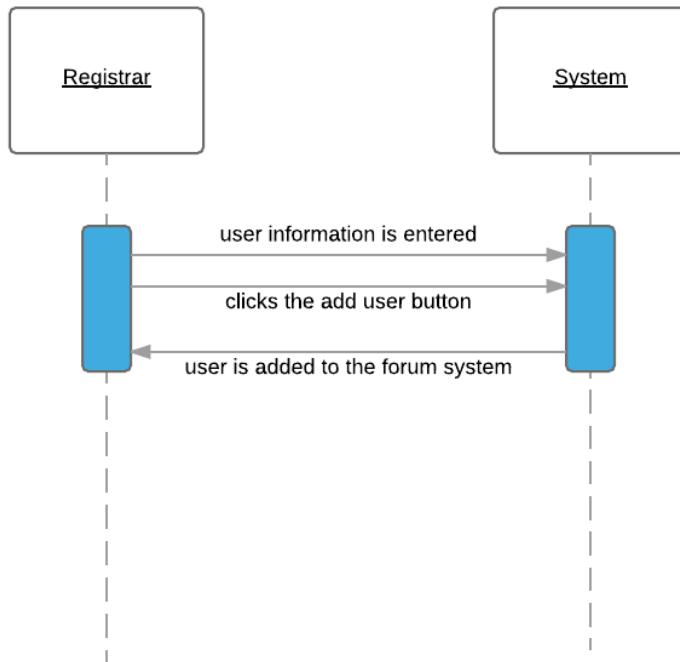 Registrar
System
user information is entered
clicks the add user button
user is added to the forum system